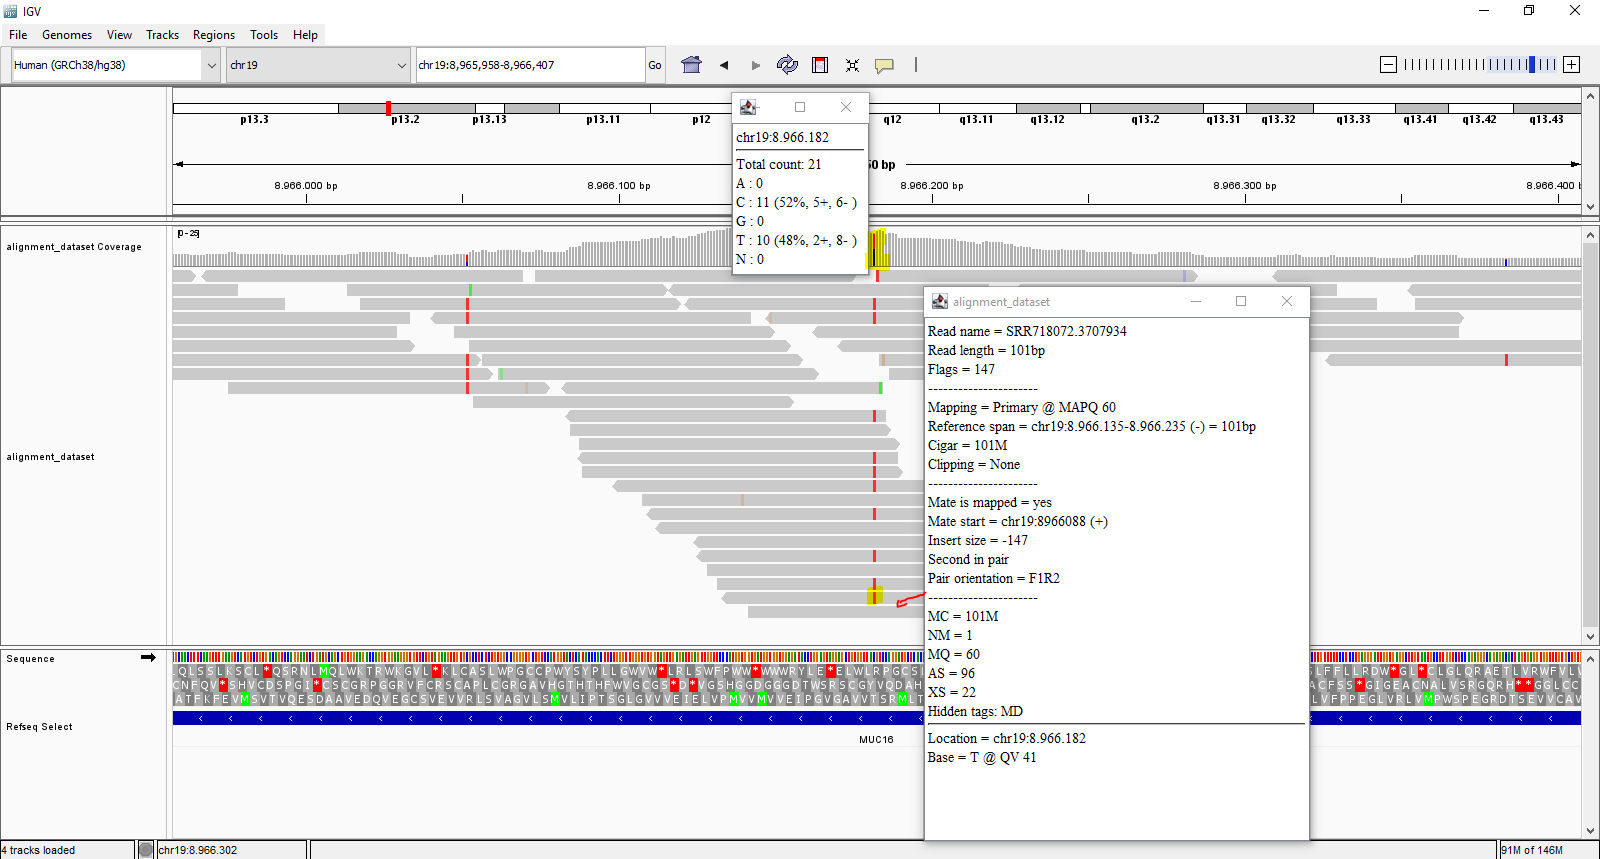 IGV
File Genomes View Tracks Regions Tools Help
Human (GRCh38/hg38) chr19 chr19:8,965,958-8,966,407 Go
p13.3 p13.2 p13.13 p13.11 p12 q12 q13.11 q13.12 q13.2 q13.31 q13.32 q13.33 q13.41 q13.42 q13.43
50 bp
8.966.000 bp 8.966.100 bp 8.966.200 bp 8.966.300 bp 8.966.400
chr19:8.966.182
Total count: 21
A : 0
C : 11 (52%, 5+, 6- )
G : 0
T : 10 (48%, 2+, 8- )
N : 0
alignment_dataset Coverage
[0 - 25]
alignment_dataset
alignment_dataset
Read name = SRR718072.3707934
Read length = 101bp
Flags = 147
----------------------
Mapping = Primary @ MAPQ 60
Reference span = chr19:8.966.135-8.966.235 (-) = 101bp
Cigar = 101M
Clipping = None
----------------------
Mate is mapped = yes
Mate start = chr19:8966088 (+)
Insert size = -147
Second in pair
Pair orientation = F1R2
----------------------
MC = 101M
NM = 1
MQ = 60
AS = 96
XS = 22
Hidden tags: MD
Location = chr19:8.966.182
Base = T @ QV 41
Sequence
Refseq Select
MUC16
4 tracks loaded
chr19:8.966.302
91M of 146M